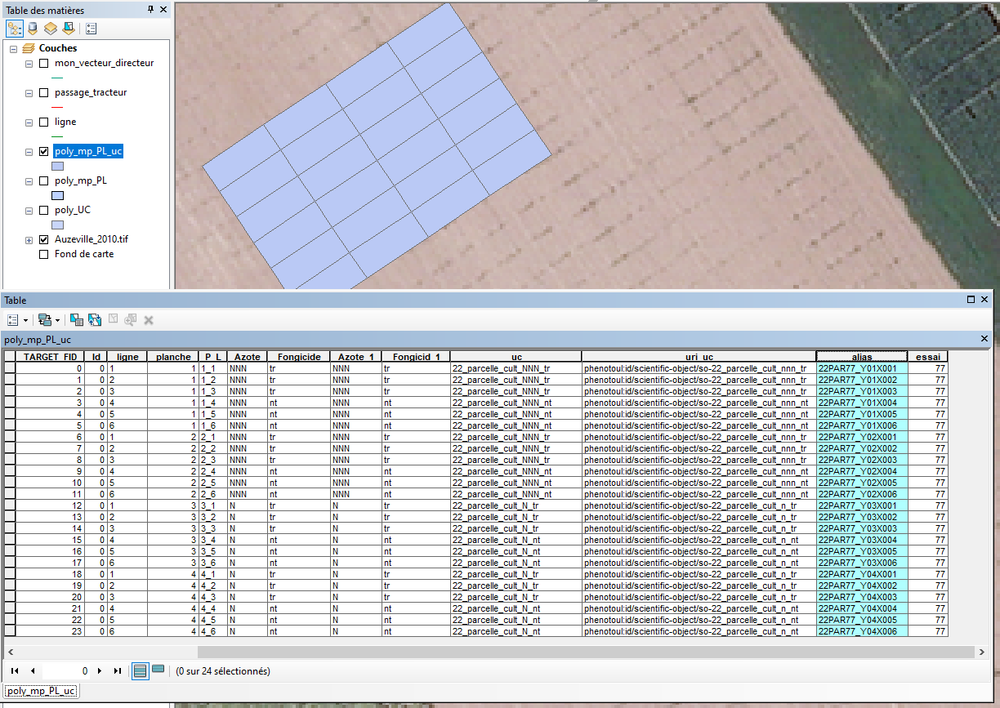 Table des matières
Couches
mon_vecteur_directeur
passage_tracteur
ligne
poly_mp_PL_uc
poly_mp_PL
poly_UC
Auzeville_2010.tif
Fond de carte
Table
poly_mp_PL_uc
TARGET_FID Id ligne planche P_L Azote Fongicide Azote_1 Fongicid_1 uc uri_uc alias essai
0 0 1 1 1_1 NNN tr NNN tr 22_parcelle_cult_NNN_tr phenotoul:id/scientific-object/so-22_parcelle_cult_nnn_tr 22PAR77_Y01X001 77
1 0 2 1 1_2 NNN tr NNN tr 22_parcelle_cult_NNN_tr phenotoul:id/scientific-object/so-22_parcelle_cult_nnn_tr 22PAR77_Y01X002 77
2 0 3 1 1_3 NNN tr NNN tr 22_parcelle_cult_NNN_tr phenotoul:id/scientific-object/so-22_parcelle_cult_nnn_tr 22PAR77_Y01X003 77
3 0 4 1 1_4 NNN nt NNN nt 22_parcelle_cult_NNN_nt phenotoul:id/scientific-object/so-22_parcelle_cult_nnn_nt 22PAR77_Y01X004 77
4 0 5 1 1_5 NNN nt NNN nt 22_parcelle_cult_NNN_nt phenotoul:id/scientific-object/so-22_parcelle_cult_nnn_nt 22PAR77_Y01X005 77
5 0 6 1 1_6 NNN nt NNN nt 22_parcelle_cult_NNN_nt phenotoul:id/scientific-object/so-22_parcelle_cult_nnn_nt 22PAR77_Y01X006 77
6 0 1 2 2_1 NNN tr NNN tr 22_parcelle_cult_NNN_tr phenotoul:id/scientific-object/so-22_parcelle_cult_nnn_tr 22PAR77_Y02X001 77
7 0 2 2 2_2 NNN tr NNN tr 22_parcelle_cult_NNN_tr phenotoul:id/scientific-object/so-22_parcelle_cult_nnn_tr 22PAR77_Y02X002 77
8 0 3 2 2_3 NNN tr NNN tr 22_parcelle_cult_NNN_tr phenotoul:id/scientific-object/so-22_parcelle_cult_nnn_tr 22PAR77_Y02X003 77
9 0 4 2 2_4 NNN nt NNN nt 22_parcelle_cult_NNN_nt phenotoul:id/scientific-object/so-22_parcelle_cult_nnn_nt 22PAR77_Y02X004 77
10 0 5 2 2_5 NNN nt NNN nt 22_parcelle_cult_NNN_nt phenotoul:id/scientific-object/so-22_parcelle_cult_nnn_nt 22PAR77_Y02X005 77
11 0 6 2 2_6 NNN nt NNN nt 22_parcelle_cult_NNN_nt phenotoul:id/scientific-object/so-22_parcelle_cult_nnn_nt 22PAR77_Y02X006 77
12 0 1 3 3_1 N tr N tr 22_parcelle_cult_N_tr phenotoul:id/scientific-object/so-22_parcelle_cult_n_tr 22PAR77_Y03X001 77
13 0 2 3 3_2 N tr N tr 22_parcelle_cult_N_tr phenotoul:id/scientific-object/so-22_parcelle_cult_n_tr 22PAR77_Y03X002 77
14 0 3 3 3_3 N tr N tr 22_parcelle_cult_N_tr phenotoul:id/scientific-object/so-22_parcelle_cult_n_tr 22PAR77_Y03X003 77
15 0 4 3 3_4 N nt N nt 22_parcelle_cult_N_nt phenotoul:id/scientific-object/so-22_parcelle_cult_n_nt 22PAR77_Y03X004 77
16 0 5 3 3_5 N nt N nt 22_parcelle_cult_N_nt phenotoul:id/scientific-object/so-22_parcelle_cult_n_nt 22PAR77_Y03X005 77
17 0 6 3 3_6 N nt N nt 22_parcelle_cult_N_nt phenotoul:id/scientific-object/so-22_parcelle_cult_n_nt 22PAR77_Y03X006 77
18 0 1 4 4_1 N tr N tr 22_parcelle_cult_N_tr phenotoul:id/scientific-object/so-22_parcelle_cult_n_tr 22PAR77_Y04X001 77
19 0 2 4 4_2 N tr N tr 22_parcelle_cult_N_tr phenotoul:id/scientific-object/so-22_parcelle_cult_n_tr 22PAR77_Y04X002 77
20 0 3 4 4_3 N tr N tr 22_parcelle_cult_N_tr phenotoul:id/scientific-object/so-22_parcelle_cult_n_tr 22PAR77_Y04X003 77
21 0 4 4 4_4 N nt N nt 22_parcelle_cult_N_nt phenotoul:id/scientific-object/so-22_parcelle_cult_n_nt 22PAR77_Y04X004 77
22 0 5 4 4_5 N nt N nt 22_parcelle_cult_N_nt phenotoul:id/scientific-object/so-22_parcelle_cult_n_nt 22PAR77_Y04X005 77
23 0 6 4 4_6 N nt N nt 22_parcelle_cult_N_nt phenotoul:id/scientific-object/so-22_parcelle_cult_n_nt 22PAR77_Y04X006 77
0 (0 sur 24 sélectionnés)
poly_mp_PL_uc